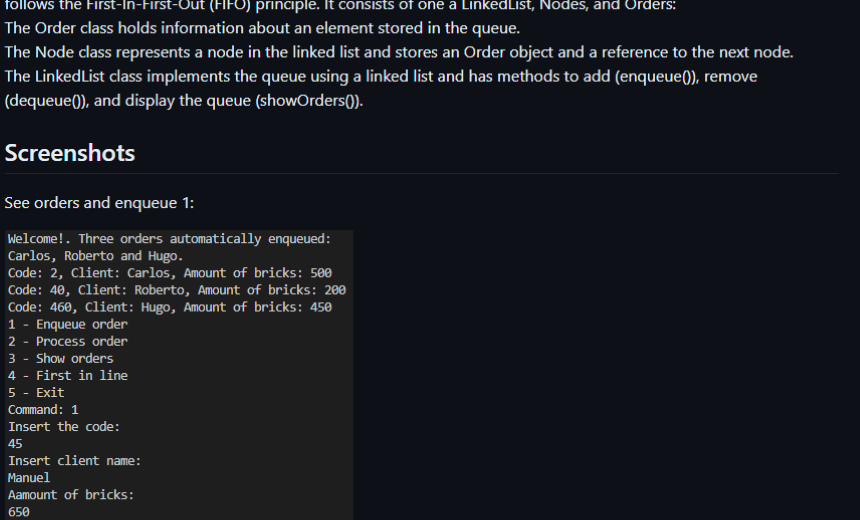 follows the First-In-First-Out (FIFO) principle. It consists of one a LinkedList, Nodes, and Orders:
The Order class holds information about an element stored in the queue.
The Node class represents a node in the linked list and stores an Order object and a reference to the next node.
The LinkedList class implements the queue using a linked list and has methods to add (enqueue()), remove
(dequeue()), and display the queue (showOrders()).
Screenshots
See orders and enqueue 1:
Welcome!. Three orders automatically enqueued:
Carlos, Roberto and Hugo.
Code: 2, Client: Carlos, Amount of bricks: 500
Code: 40, Client: Roberto, Amount of bricks: 200
Code: 460, Client: Hugo, Amount of bricks: 450
1 - Enqueue order
2 - Process order
3 - Show orders
4 - First in line
5 - Exit
Command: 1
Insert the code:
45
Insert client name:
Manuel
Aamount of bricks:
650